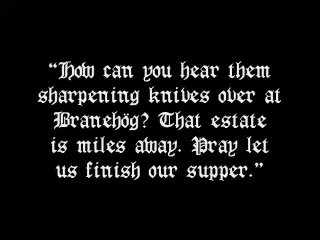 “How can you hear them
sharpening knives over at
Branehög? That estate
is miles away. Pray let
us finish our supper.”